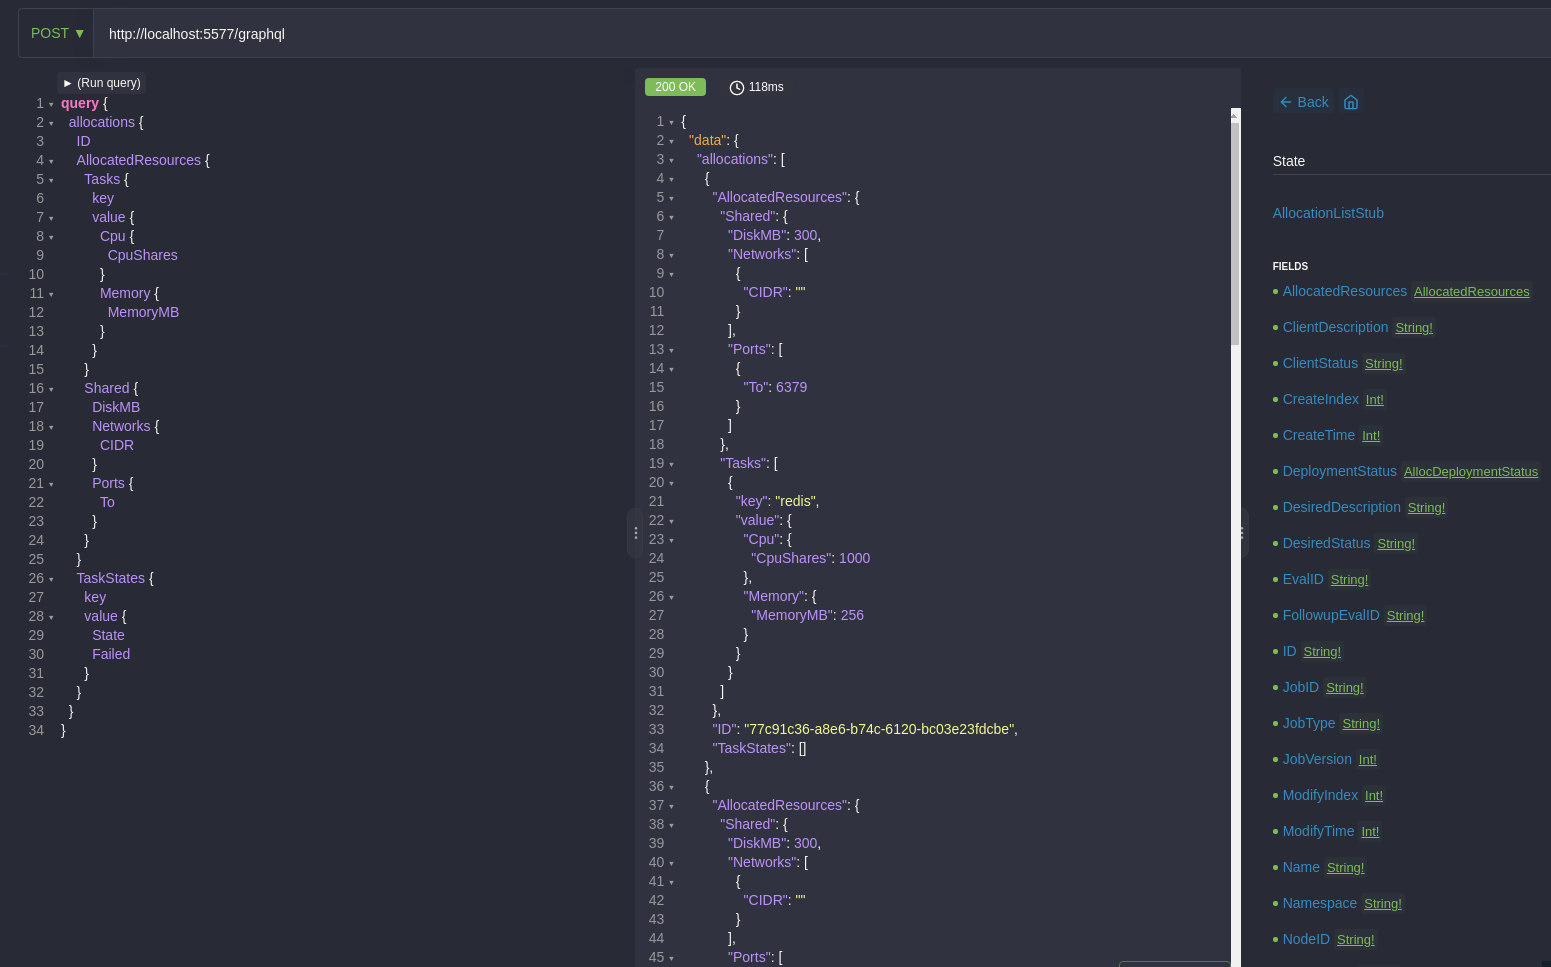 POST ▼ http://localhost:5577/graphql
► (Run query)
1 query {
2 allocations {
3 ID
4 AllocatedResources {
5 Tasks {
6 key
7 value {
8 Cpu {
9 CpuShares
10 }
11 Memory {
12 MemoryMB
13 }
14 }
15 }
16 Shared {
17 DiskMB
18 Networks {
19 CIDR
20 }
21 Ports {
22 To
23 }
24 }
25 }
26 TaskStates {
27 key
28 value {
29 State
30 Failed
31 }
32 }
33 }
34 }
200 OK 118ms
1 {
2 "data": {
3 "allocations": [
4 {
5 "AllocatedResources": {
6 "Shared": {
7 "DiskMB": 300,
8 "Networks": [
9 {
10 "CIDR": ""
11 }
12 ],
13 "Ports": [
14 {
15 "To": 6379
16 }
17 ]
18 },
19 "Tasks": [
20 {
21 "key": "redis",
22 "value": {
23 "Cpu": {
24 "CpuShares": 1000
25 },
26 "Memory": {
27 "MemoryMB": 256
28 }
29 }
30 }
31 ]
32 },
33 "ID": "77c91c36-a8e6-b74c-6120-bc03e23fdcbe",
34 "TaskStates": []
35 },
36 {
37 "AllocatedResources": {
38 "Shared": {
39 "DiskMB": 300,
40 "Networks": [
41 {
42 "CIDR": ""
43 }
44 ],
45 "Ports": [
Back
State
AllocationListStub
FIELDS
AllocatedResources AllocatedResources
ClientDescription String!
ClientStatus String!
CreateIndex Int!
CreateTime Int!
DeploymentStatus AllocDeploymentStatus
DesiredDescription String!
DesiredStatus String!
EvalID String!
FollowupEvalID String!
ID String!
JobID String!
JobType String!
JobVersion Int!
ModifyIndex Int!
ModifyTime Int!
Name String!
Namespace String!
NodeID String!